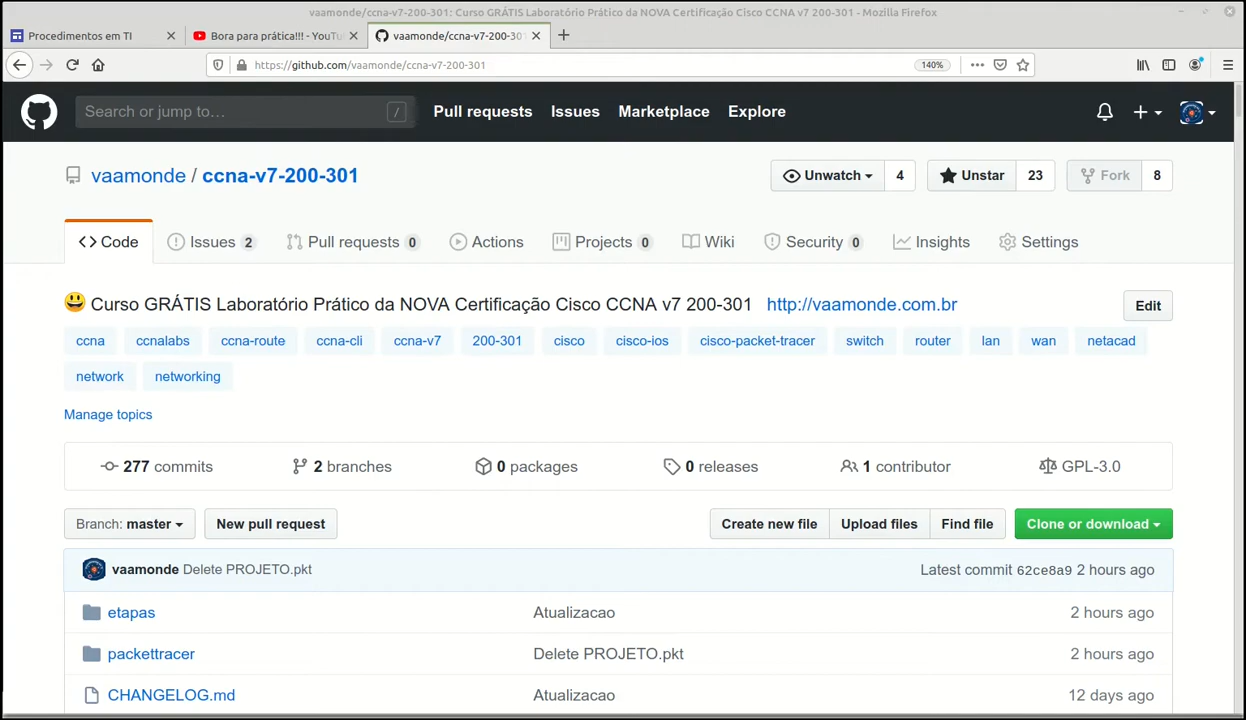 vaamonde/ccna-v7-200-301: Curso GRÁTIS Laboratório Prático da NOVA Certificação Cisco CCNA v7 200-301 - Mozilla Firefox
Procedimentos em TI
Bora para prática!!! - YouTu
vaamonde/ccna-v7-200-301
https://github.com/vaamonde/ccna-v7-200-301
140%
Search or jump to…
/
Pull requests
Issues
Marketplace
Explore
vaamonde / ccna-v7-200-301
Unwatch
4
Unstar
23
Fork
8
Code
Issues 2
Pull requests 0
Actions
Projects 0
Wiki
Security 0
Insights
Settings
Curso GRÁTIS Laboratório Prático da NOVA Certificação Cisco CCNA v7 200-301 http://vaamonde.com.br
Edit
ccna
ccnalabs
ccna-route
ccna-cli
ccna-v7
200-301
cisco
cisco-ios
cisco-packet-tracer
switch
router
lan
wan
netacad
network
networking
Manage topics
277 commits
2 branches
0 packages
0 releases
1 contributor
GPL-3.0
Branch: master
New pull request
Create new file
Upload files
Find file
Clone or download
vaamonde Delete PROJETO.pkt
Latest commit 62ce8a9 2 hours ago
etapas
Atualizacao
2 hours ago
packettracer
Delete PROJETO.pkt
2 hours ago
CHANGELOG.md
Atualizacao
12 days ago